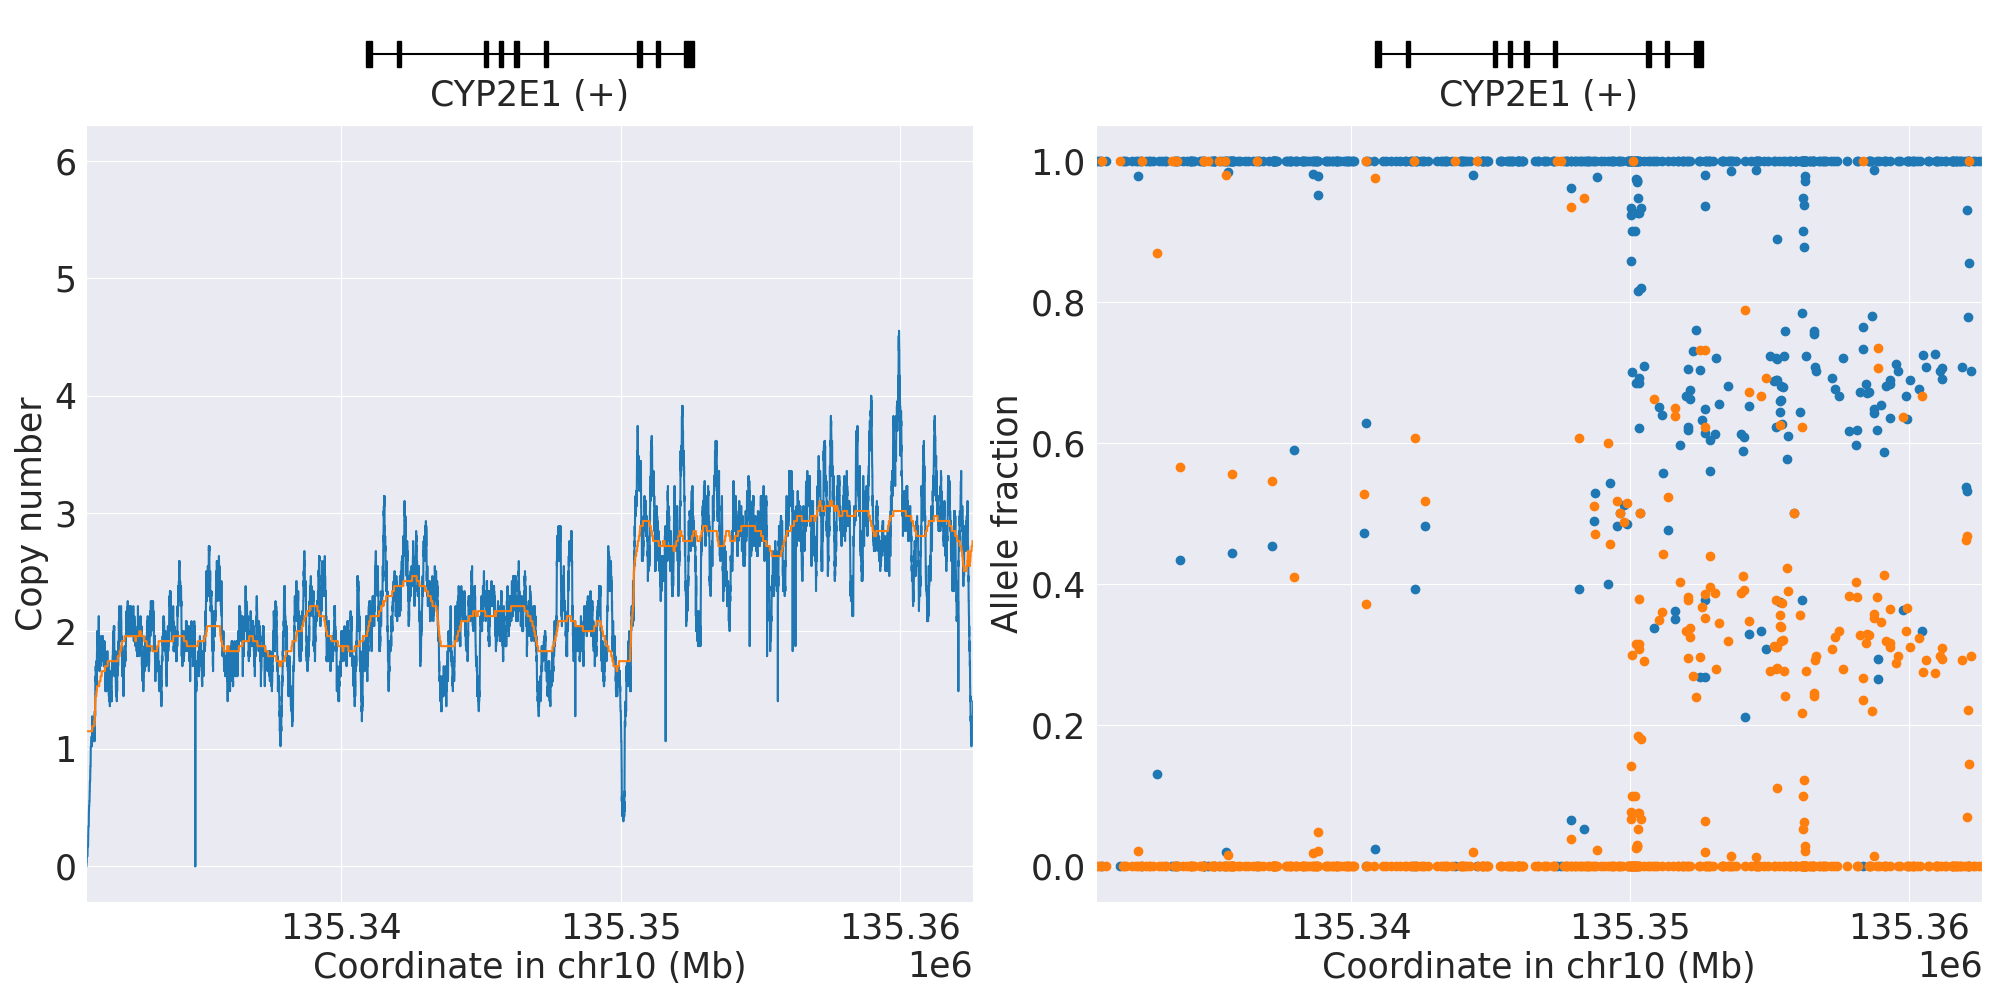 CYP2E1 (+)
6
5
4
3
2
1
0
Copy number
135.34
135.35
135.36
Coordinate in chr10 (Mb)
1e6
CYP2E1 (+)
1.0
0.8
0.6
0.4
0.2
0.0
Allele fraction
135.34
135.35
135.36
Coordinate in chr10 (Mb)
1e6